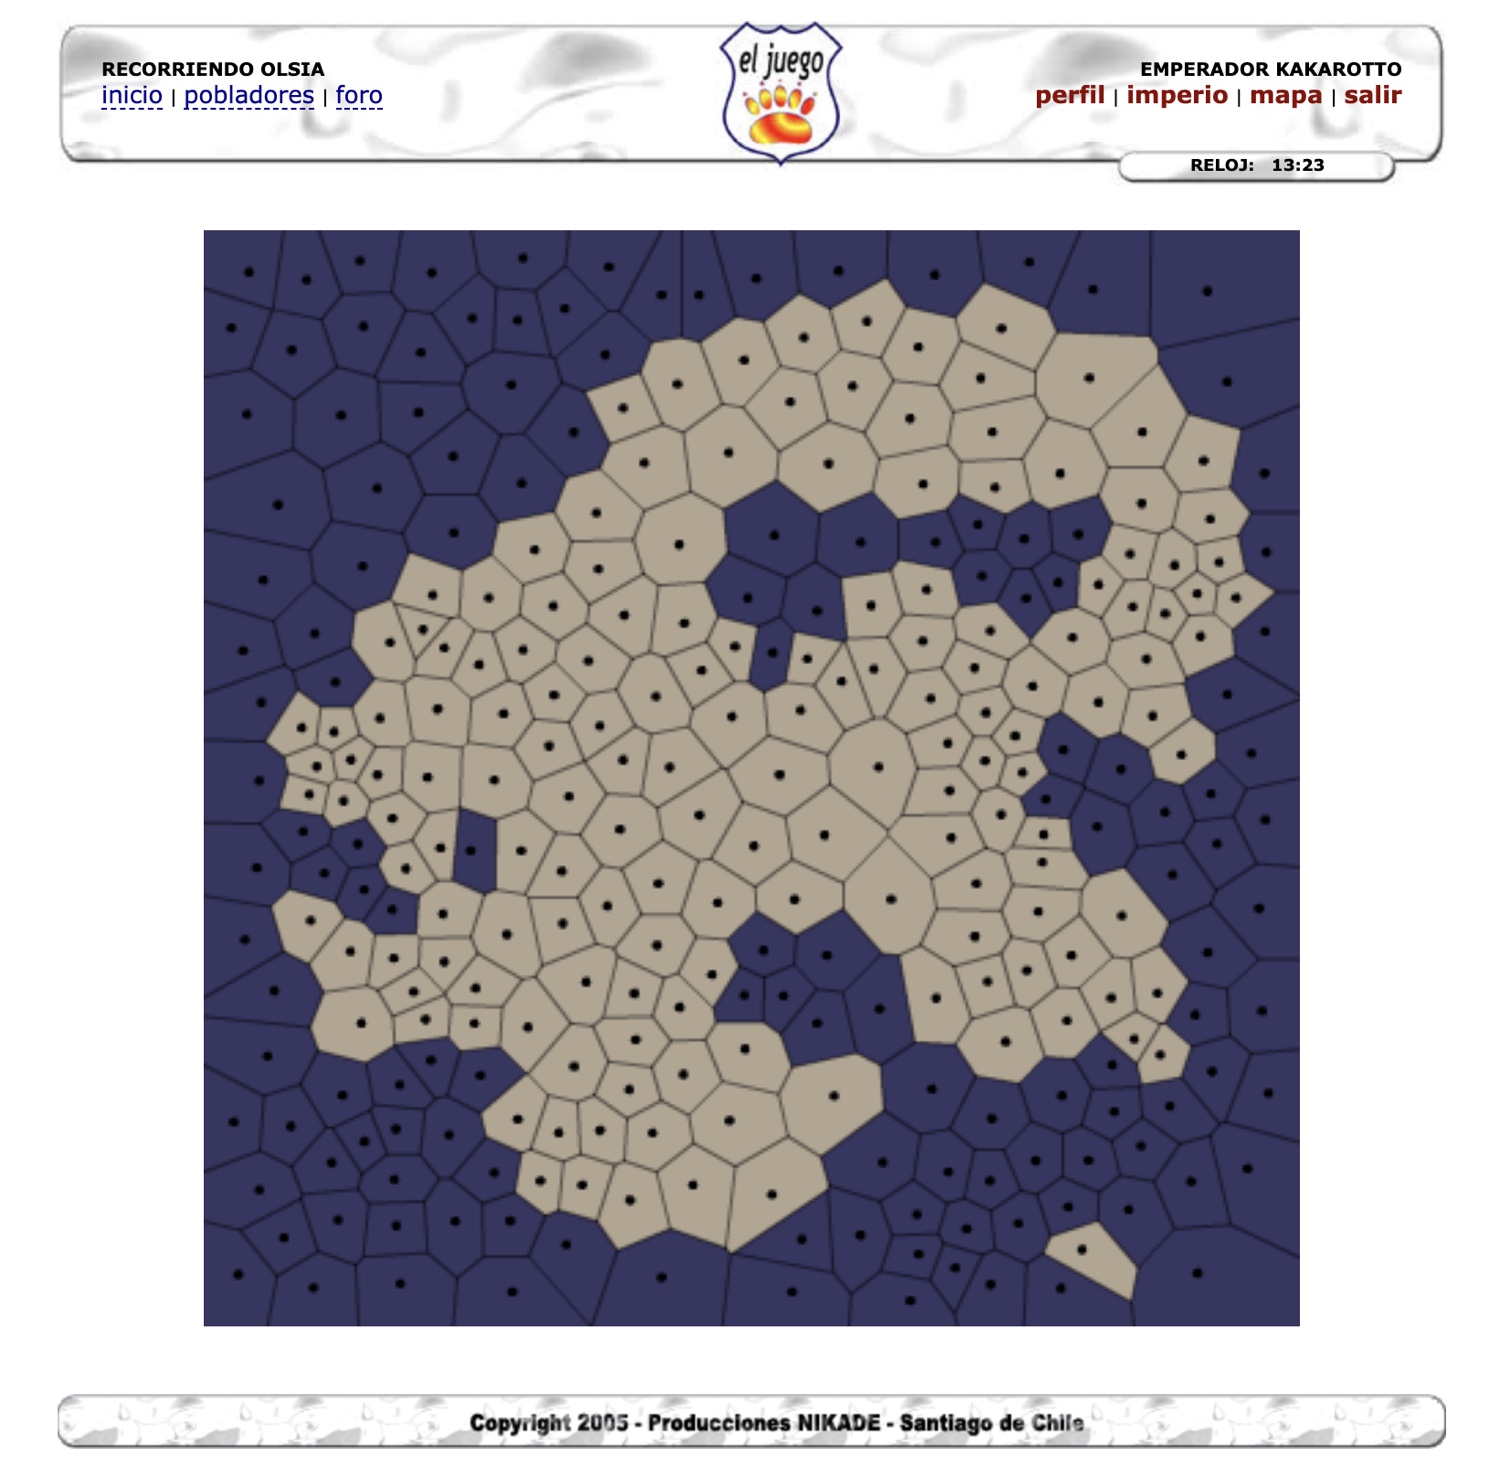 RECORRIENDO OLSIA
inicio | pobladores | foro
el juego
EMPERADOR KAKAROTTO
perfil | imperio | mapa | salir
RELOJ: 13:23
Copyright 2005 - Producciones NIKADE - Santiago de Chile